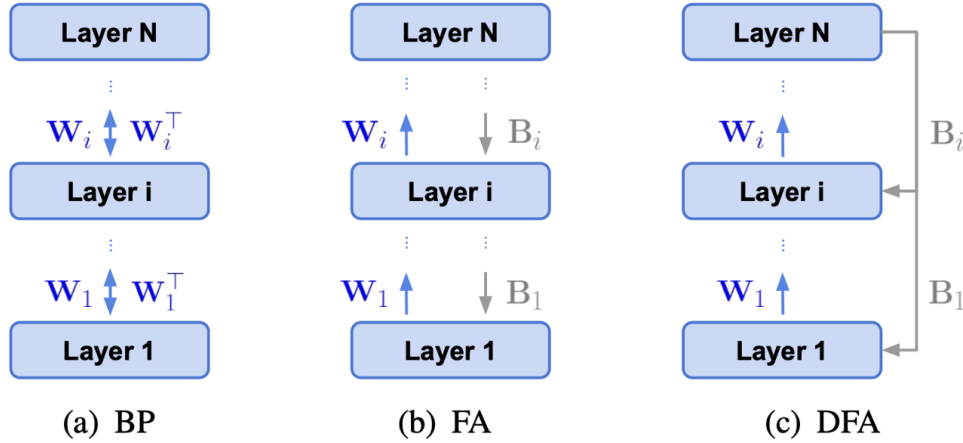 Layer N
W_i W_i^⊤
Layer i
W_1 W_1^⊤
Layer 1
(a) BP
Layer N
W_i B_i
Layer i
W_1 B_1
Layer 1
(b) FA
Layer N
W_i B_i
Layer i
W_1 B_1
Layer 1
(c) DFA